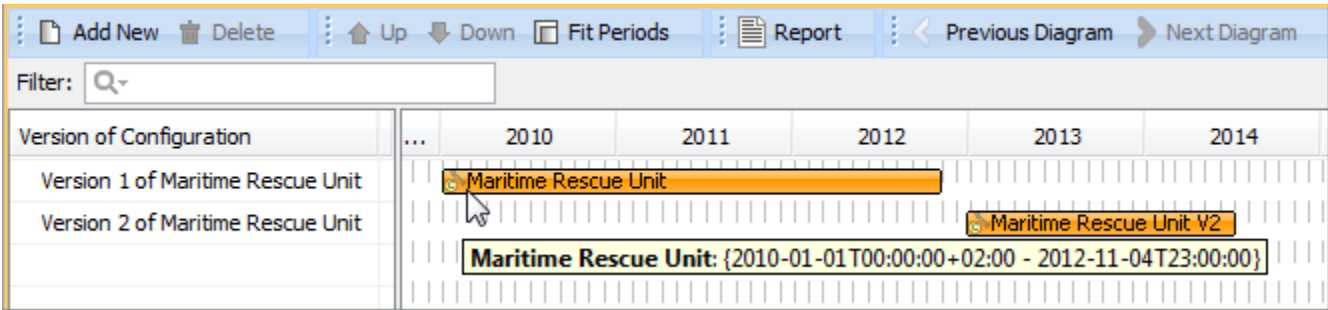 Add New Delete Up Down Fit Periods Report Previous Diagram Next Diagram
Filter:
Version of Configuration ... 2010 2011 2012 2013 2014
Version 1 of Maritime Rescue Unit Maritime Rescue Unit
Version 2 of Maritime Rescue Unit Maritime Rescue Unit V2
Maritime Rescue Unit: {2010-01-01T00:00:00+02:00 - 2012-11-04T23:00:00}